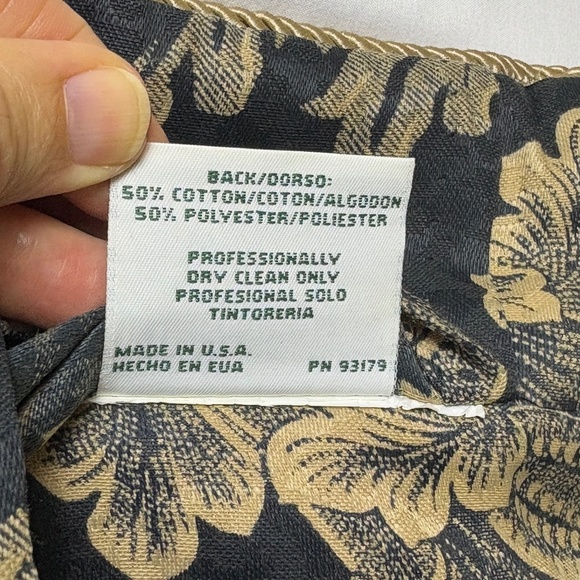 BACK/DORSO:
50% COTTON/COTON/ALGODON
50% POLYESTER/POLIESTER
PROFESSIONALLY
DRY CLEAN ONLY
PROFESIONAL SOLO
TINTORERIA
MADE IN U.S.A.
HECHO EN EUA PN 93179